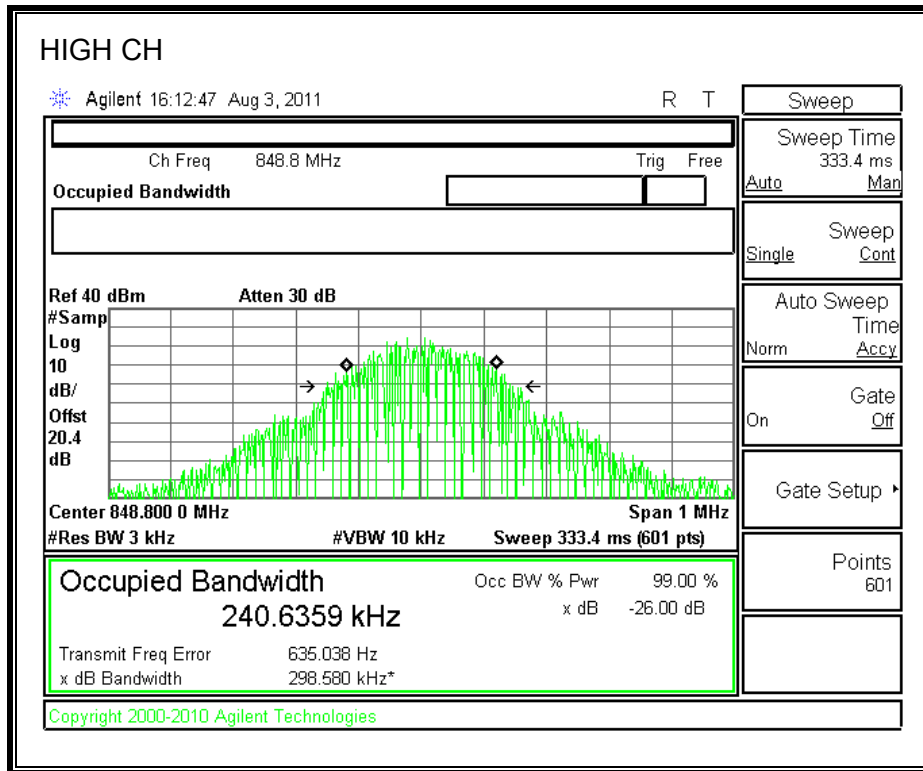 HIGH CH
Agilent 16:12:47 Aug 3, 2011 R T
Ch Freq 848.8 MHz Trig Free
Occupied Bandwidth
Ref 40 dBm Atten 30 dB
#Samp
Log
10
dB/
Offst
20.4
dB
Center 848.800 0 MHz Span 1 MHz
#Res BW 3 kHz #VBW 10 kHz Sweep 333.4 ms (601 pts)
Occupied Bandwidth
240.6359 kHz
Occ BW % Pwr 99.00 %
x dB -26.00 dB
Transmit Freq Error 635.038 Hz
x dB Bandwidth 298.580 kHz*
Copyright 2000-2010 Agilent Technologies
Sweep
Sweep Time
333.4 ms
Auto Man
Sweep
Single Cont
Auto Sweep
Time
Norm Accy
Gate
On Off
Gate Setup
Points
601